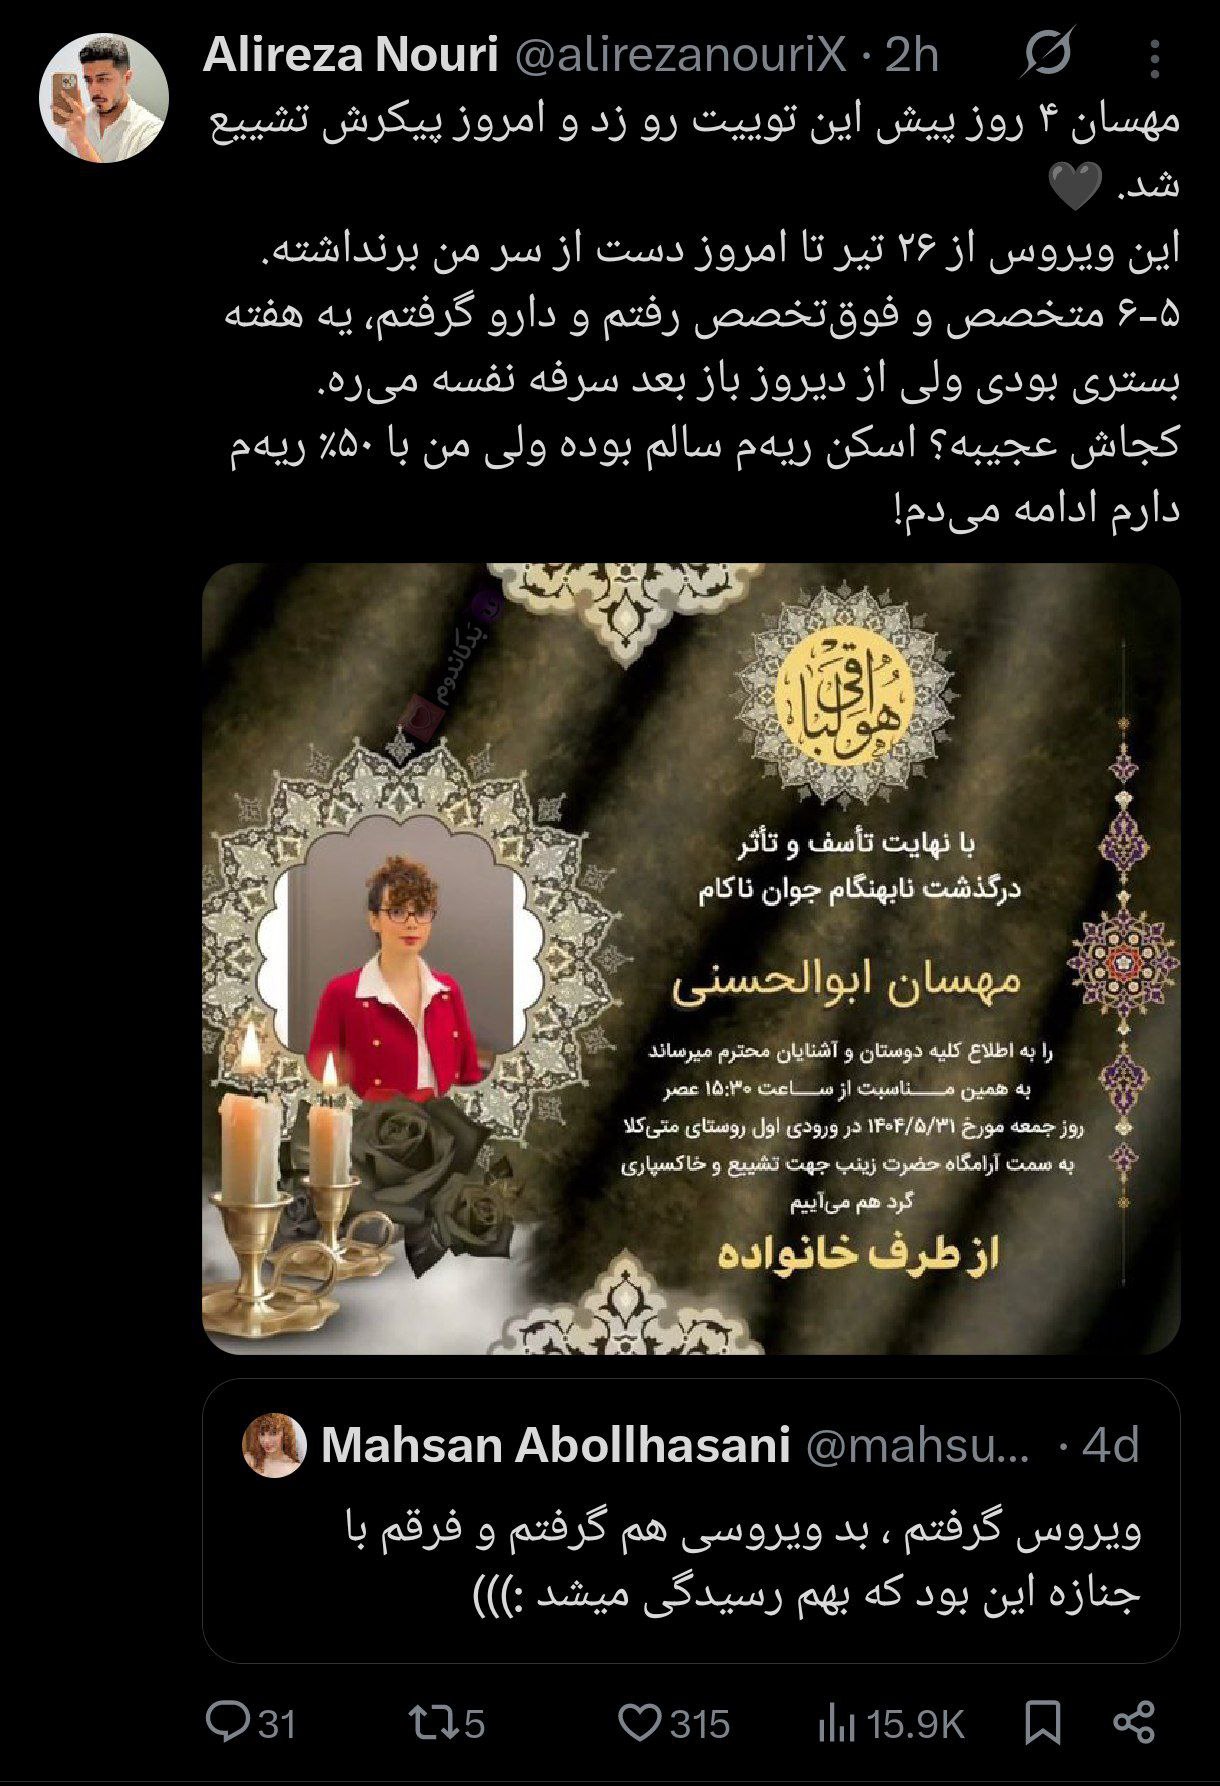 Alireza Nouri @alirezanouriX · 2h
مهسان ۴ روز پیش این توییت رو زد و امروز پیکرش تشییع
شد. 🖤
این ویروس از ۲۶ تیر تا امروز دست از سر من برنداشته.
۵-۶ متخصص و فوق‌تخصص رفتم و دارو گرفتم، یه هفته
بستری بودی ولی از دیروز باز بعد سرفه نفسه می‌ره.
کجاش عجیبه؟ اسکن ریه‌م سالم بوده ولی من با ۵۰٪ ریه‌م
دارم ادامه می‌دم!
بدکاندوم
هوالباقی
با نهایت تأسف و تأثر
درگذشت نابهنگام جوان ناکام
مهسان ابوالحسنی
را به اطلاع کلیه دوستان و آشنایان محترم میرساند
به همین مـــناسبت از ســـاعت ۱۵:۳۰ عصر
روز جمعه مورخ ۱۴۰۴/۵/۳۱ در ورودی اول روستای متی‌کلا
به سمت آرامگاه حضرت زینب جهت تشییع و خاکسپاری
گرد هم می‌آییم
از طرف خانواده
Mahsan Abollhasani @mahsu... · 4d
ویروس گرفتم ، بد ویروسی هم گرفتم و فرقم با
جنازه این بود که بهم رسیدگی میشد :)))
31 5 315 15.9K